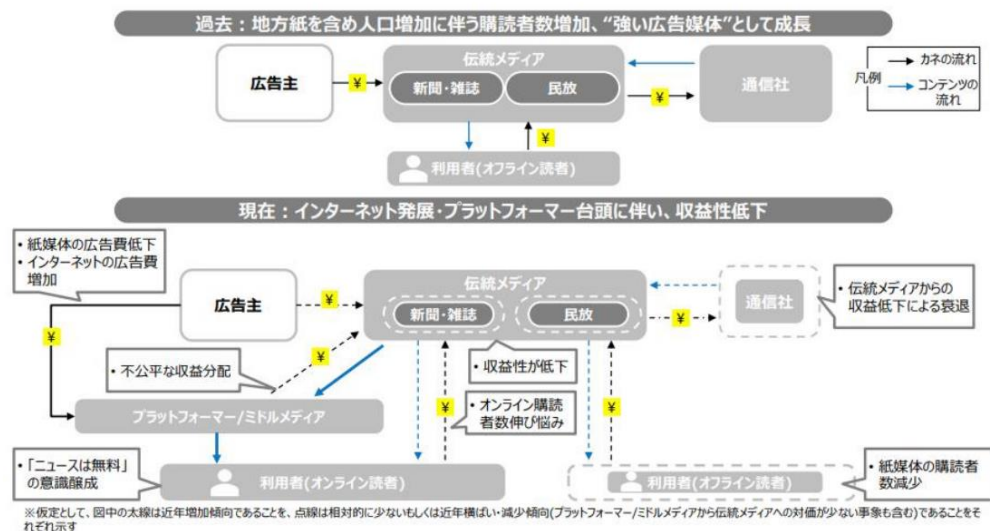 過去：地方紙を含め人口増加に伴う購読者数増加、“強い広告媒体”として成長
広告主
¥
伝統メディア
新聞・雑誌
民放
¥
通信社
凡例
カネの流れ
コンテンツの
流れ
¥
利用者(オフライン読者)
現在：インターネット発展・プラットフォーマー台頭に伴い、収益性低下
• 紙媒体の広告費低下
• インターネットの広告費
増加
広告主
¥
伝統メディア
新聞・雑誌
民放
¥
通信社
• 伝統メディアからの
収益低下による衰退
¥
• 不公平な収益分配
¥
• 収益性が低下
プラットフォーマー/ミドルメディア
¥
• オンライン購読
者数伸び悩み
¥
• 「ニュースは無料」
の意識醸成
利用者(オンライン読者)
利用者(オフライン読者)
• 紙媒体の購読者
数減少
※仮定として、図中の太線は近年増加傾向であることを、点線は相対的に少ないもしくは近年横ばい・減少傾向(プラットフォーマー/ミドルメディアから伝統メディアへの対価が少ない事象も含む)であることをそ
れぞれ示す